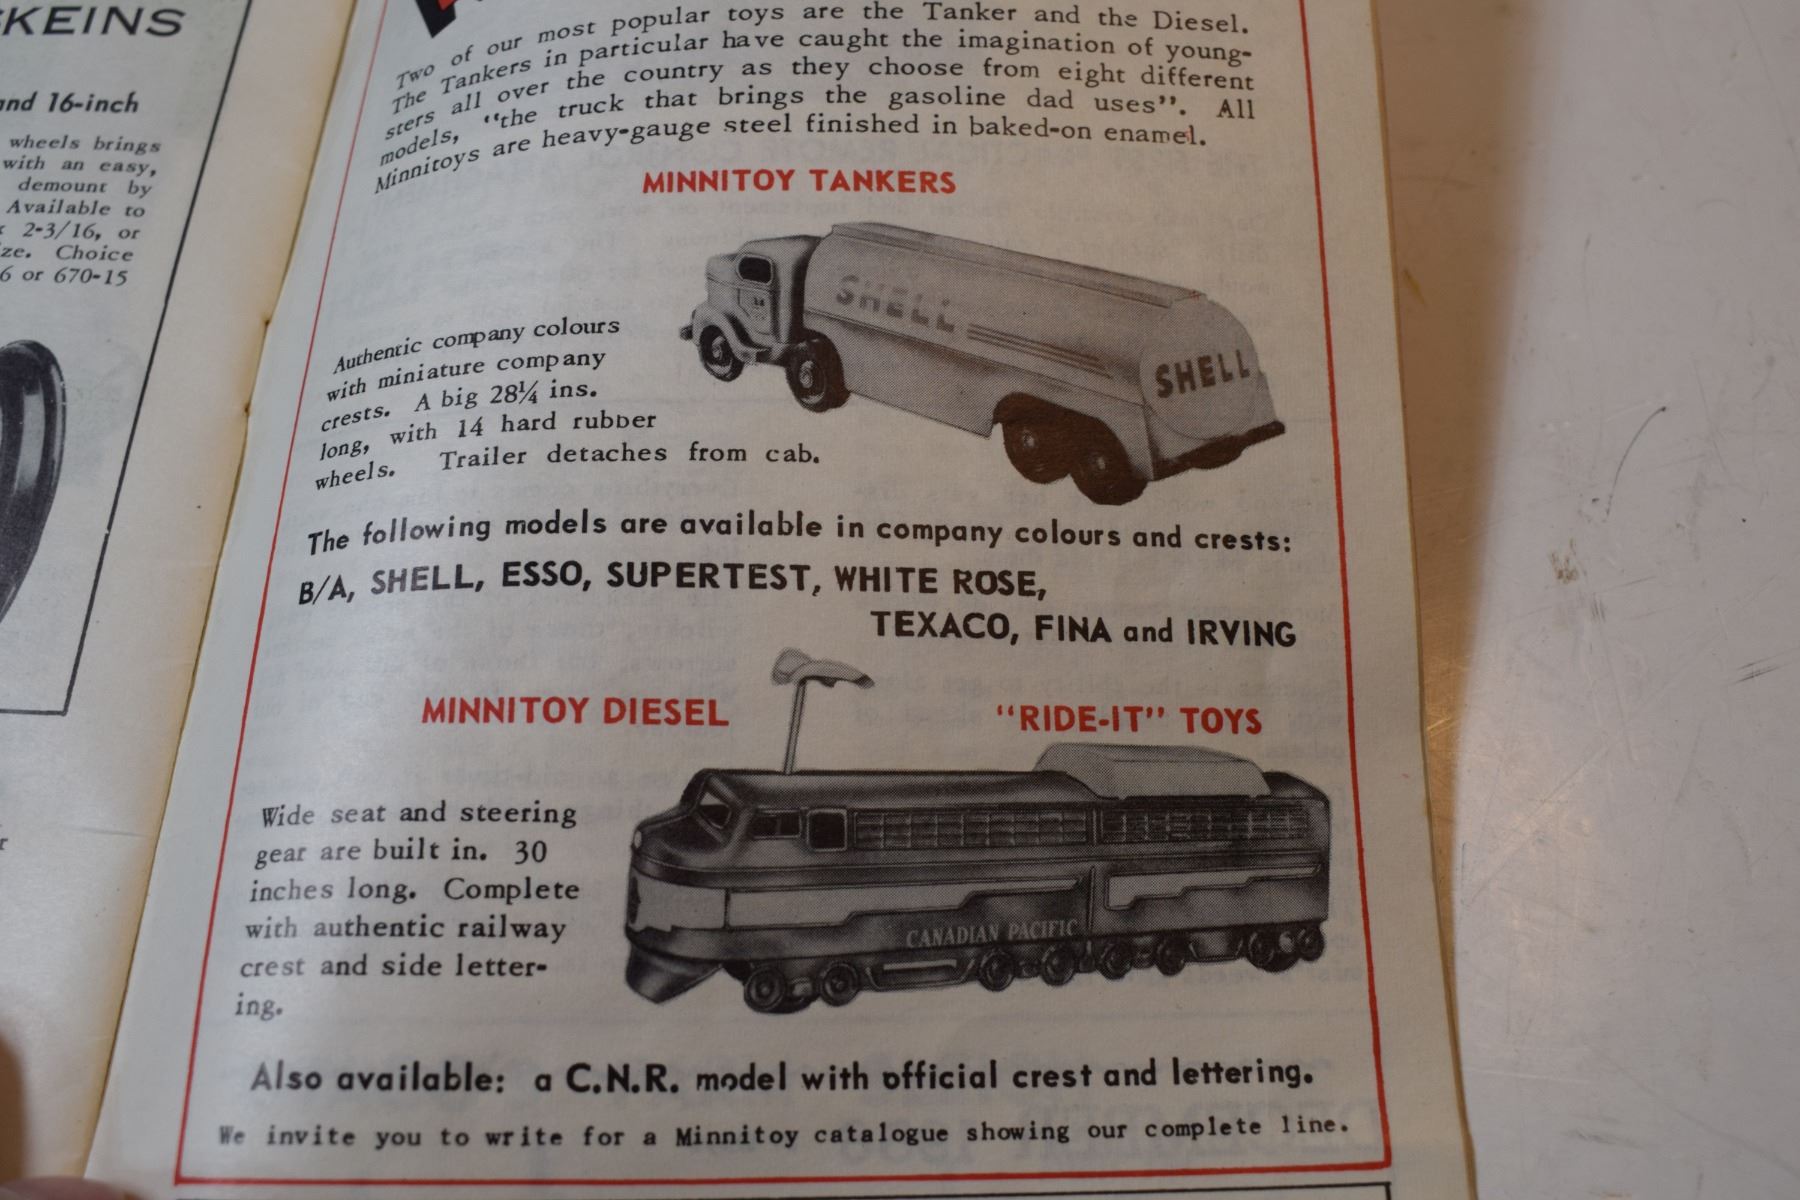 KEINS
and 16-inch
wheels brings
with an easy,
demount by
Available to
2-3/16, or
ze. Choice
6 or 670-15
Two of our most popular toys are the Tanker and the Diesel.
The Tankers in particular have caught the imagination of young-
sters all over the country as they choose from eight different
models, "the truck that brings the gasoline dad uses". All
Minnitoys are heavy-gauge steel finished in baked-on enamel.
MINNITOY TANKERS
SHELL
SHELL
Authentic company colours
with miniature company
crests. A big 28¼ ins.
long, with 14 hard rubber
wheels. Trailer detaches from cab.
The following models are available in company colours and crests:
B/A, SHELL, ESSO, SUPERTEST, WHITE ROSE,
TEXACO, FINA and IRVING
MINNITOY DIESEL "RIDE-IT" TOYS
Wide seat and steering
gear are built in. 30
inches long. Complete
with authentic railway
crest and side letter-
ing.
CANADIAN PACIFIC
Also available: a C.N.R. model with official crest and lettering.
We invite you to write for a Minnitoy catalogue showing our complete line.